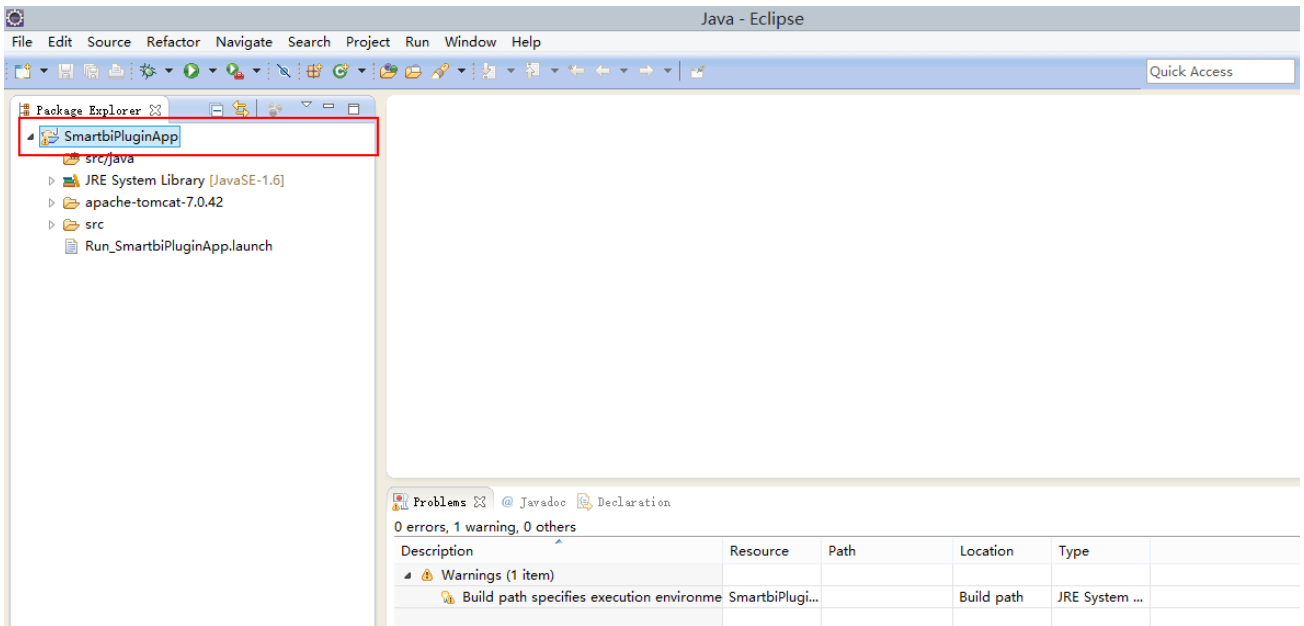 Java - Eclipse
File Edit Source Refactor Navigate Search Project Run Window Help
Quick Access
Package Explorer
SmartbiPluginApp
src/java
JRE System Library [JavaSE-1.6]
apache-tomcat-7.0.42
src
Run_SmartbiPluginApp.launch
Problems @ Javadoc Declaration
0 errors, 1 warning, 0 others
Description Resource Path Location Type
Warnings (1 item)
Build path specifies execution environme SmartbiPlugi... Build path JRE System ...